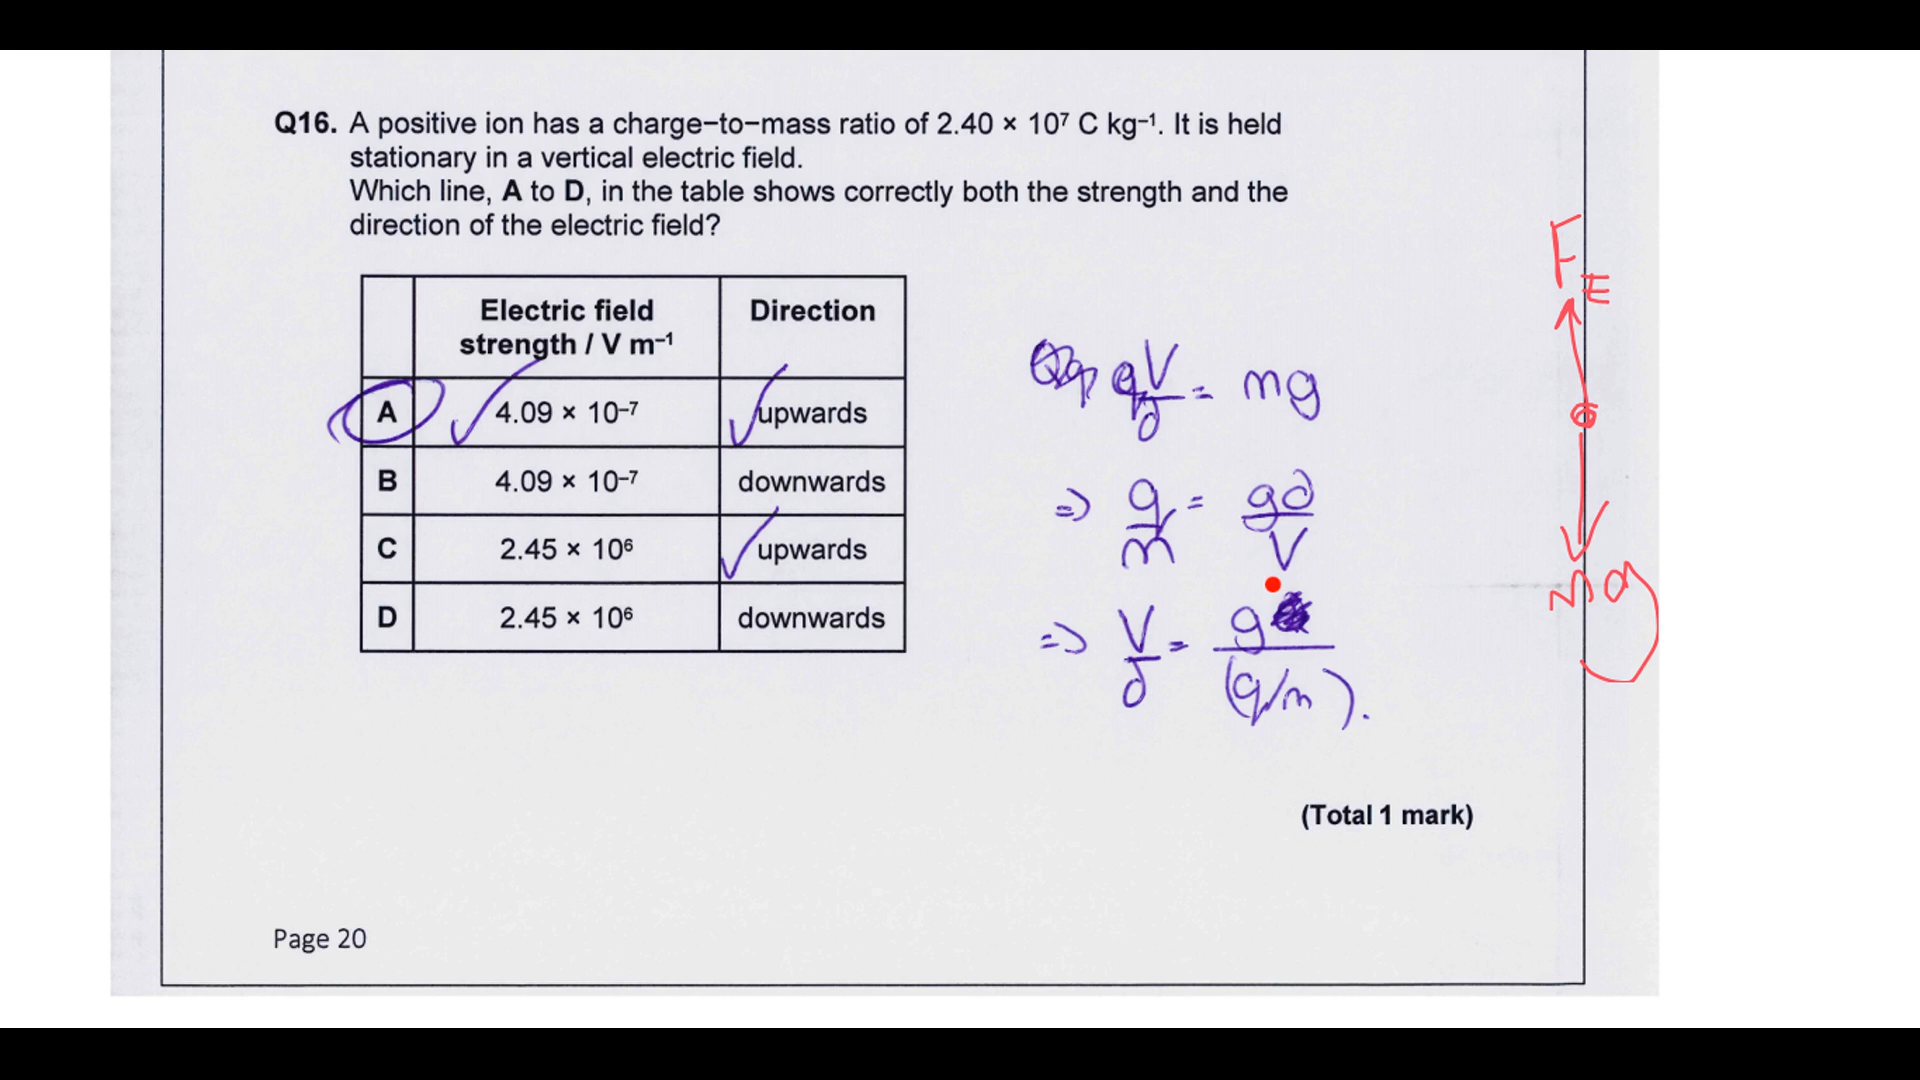 Q16. A positive ion has a charge−to−mass ratio of 2.40 × 10⁷ C kg−¹. It is held
stationary in a vertical electric field.
Which line, A to D, in the table shows correctly both the strength and the
direction of the electric field?
Electric field strength / V m−¹ Direction
A 4.09 × 10−⁷ upwards
B 4.09 × 10−⁷ downwards
C 2.45 × 10⁶ upwards
D 2.45 × 10⁶ downwards
qV/d = mg
=> q/m = gd/V
=> V/d = g/(q/m).
F_E
mg
(Total 1 mark)
Page 20